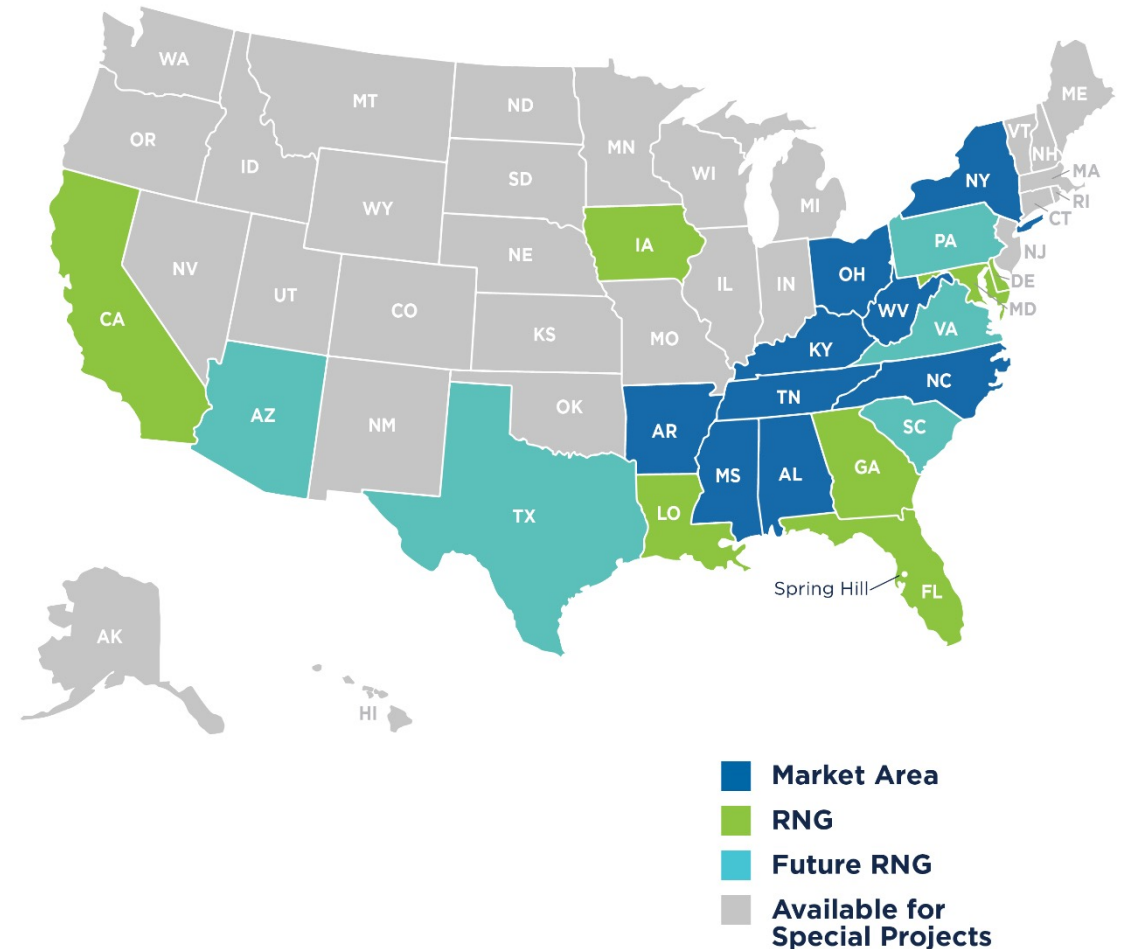 WA
MT
ND
MN
ME
OR
ID
SD
WI
MI
VT
NH
MA
RI
CT
NY
WY
NE
IA
PA
NJ
NV
UT
CO
IL
IN
OH
WV
DE
MD
CA
KS
MO
KY
VA
AZ
NM
OK
AR
TN
NC
SC
TX
LO
MS
AL
GA
Spring Hill
FL
AK
HI
Market Area
RNG
Future RNG
Available for
Special Projects